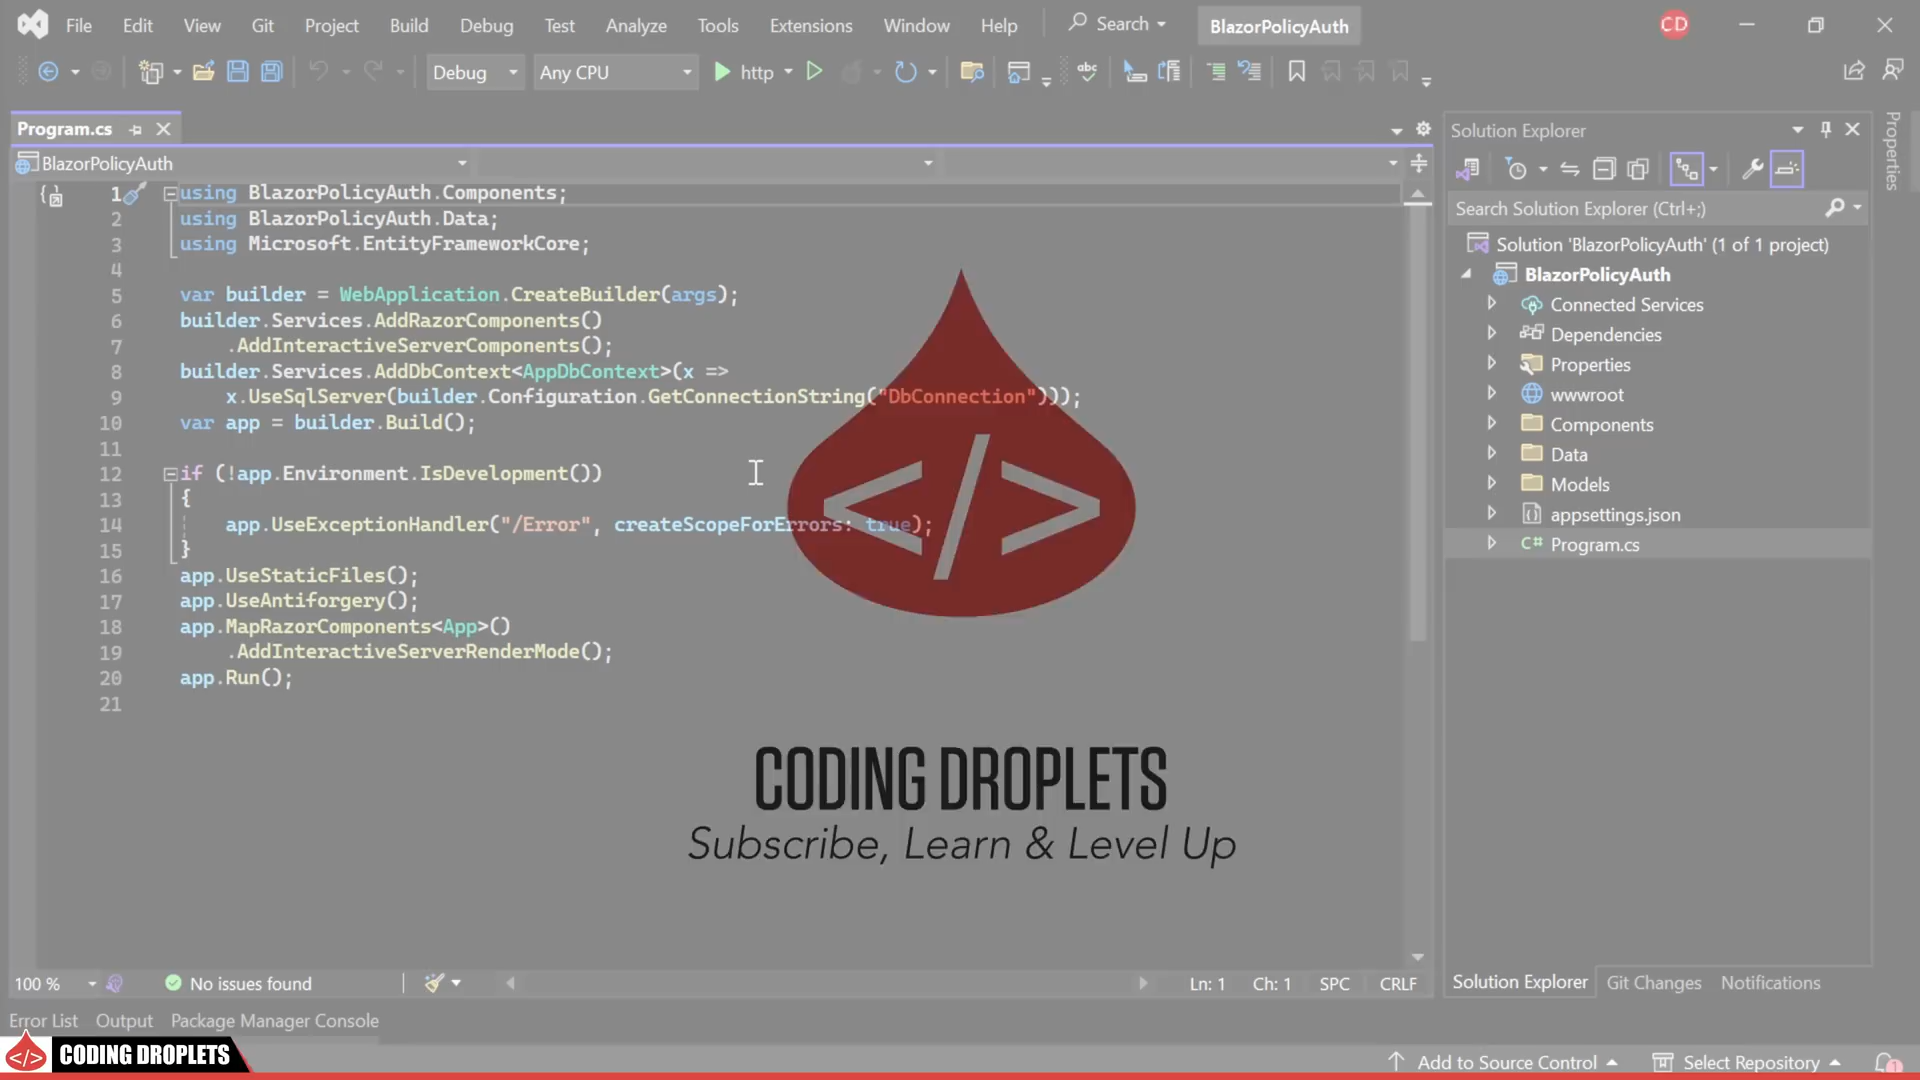 File Edit View Git Project Build Debug Test Analyze Tools Extensions Window Help Search BlazorPolicyAuth CD
Debug Any CPU http abc
Program.cs
BlazorPolicyAuth
1 using BlazorPolicyAuth.Components;
2 using BlazorPolicyAuth.Data;
3 using Microsoft.EntityFrameworkCore;
4
5 var builder = WebApplication.CreateBuilder(args);
6 builder.Services.AddRazorComponents()
7 .AddInteractiveServerComponents();
8 builder.Services.AddDbContext<AppDbContext>(x =>
9 x.UseSqlServer(builder.Configuration.GetConnectionString("DbConnection")));
10 var app = builder.Build();
11
12 if (!app.Environment.IsDevelopment())
13 {
14 app.UseExceptionHandler("/Error", createScopeForErrors: true);
15 }
16 app.UseStaticFiles();
17 app.UseAntiforgery();
18 app.MapRazorComponents<App>()
19 .AddInteractiveServerRenderMode();
20 app.Run();
21
</>
CODING DROPLETS
Subscribe, Learn & Level Up
Solution Explorer
Search Solution Explorer (Ctrl+;)
Solution 'BlazorPolicyAuth' (1 of 1 project)
BlazorPolicyAuth
Connected Services
Dependencies
Properties
wwwroot
Components
Data
Models
appsettings.json
C# Program.cs
Properties
100 % No issues found Ln: 1 Ch: 1 SPC CRLF
Solution Explorer Git Changes Notifications
Error List Output Package Manager Console
</> CODING DROPLETS
Add to Source Control Select Repository 1